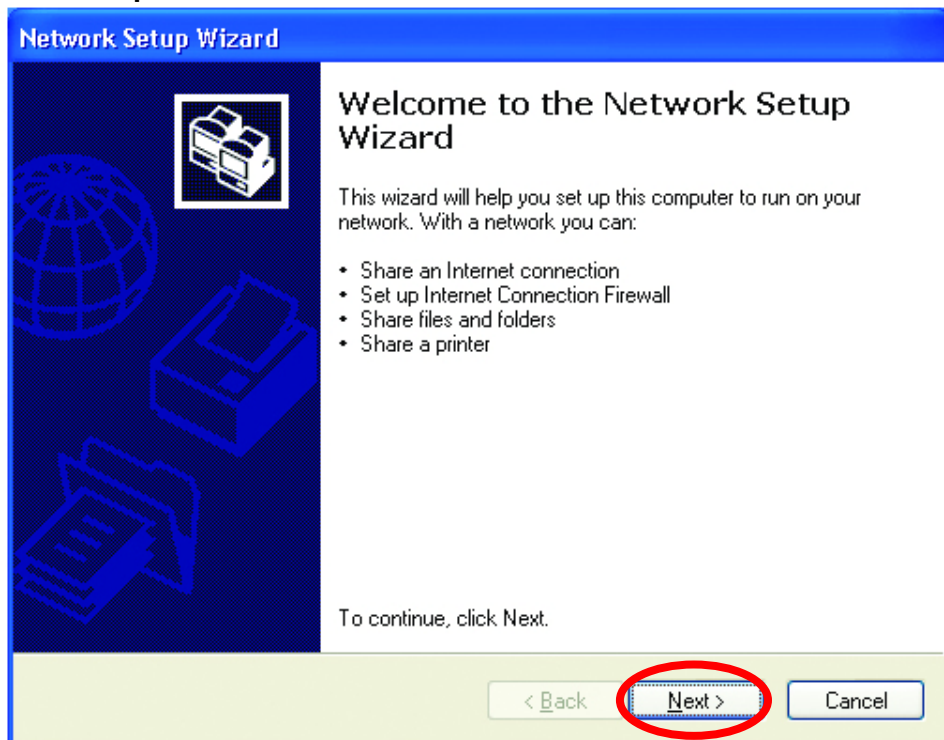 Network Setup Wizard
Welcome to the Network Setup
Wizard
This wizard will help you set up this computer to run on your
network. With a network you can:
• Share an Internet connection
• Set up Internet Connection Firewall
• Share files and folders
• Share a printer
To continue, click Next.
< Back Next > Cancel